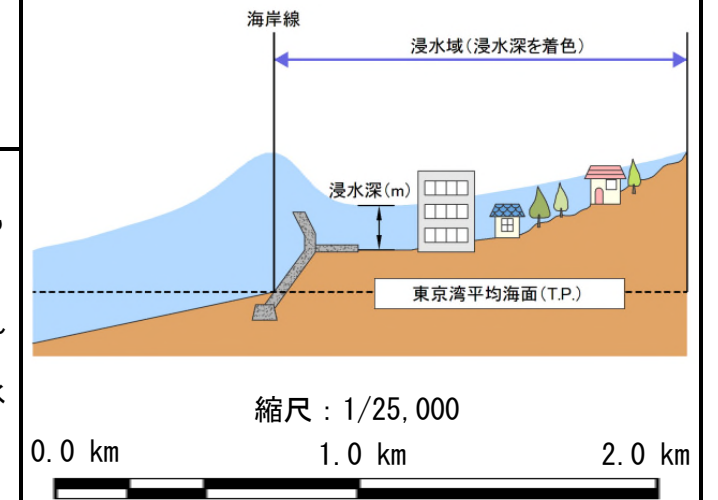 海岸線
浸水域(浸水深を着色)
浸水深(m)
東京湾平均海面(T.P.)
縮尺：1/25,000
0.0 km 1.0 km 2.0 km